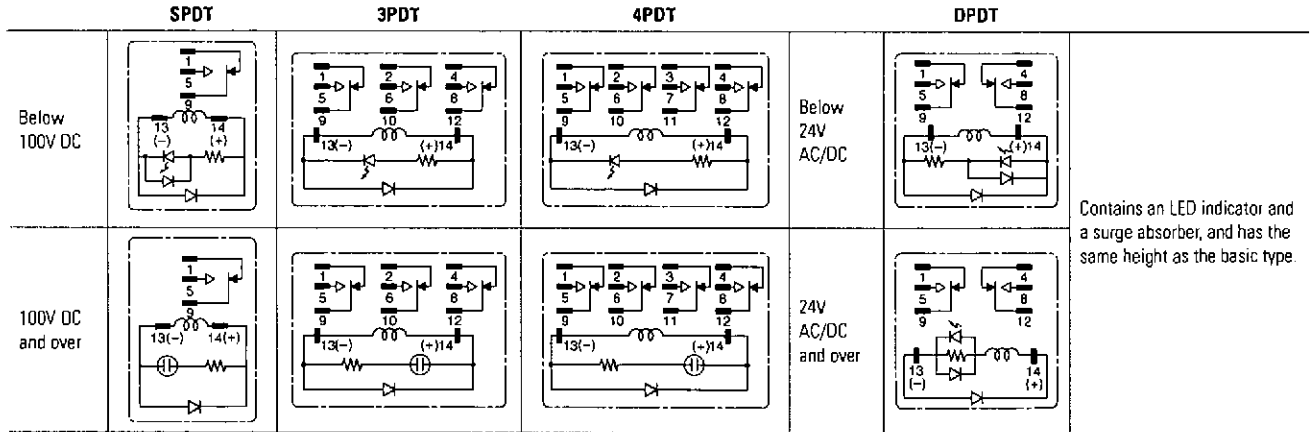 SPDT 3PDT 4PDT DPDT
Below
100V DC
1
5
9
13 14
(-) (+)
1 2 4
5 6 8
9 10 12
13(-) (+) 14
1 2 3 4
5 6 7 8
9 10 11 12
13(-) (+)14
Below
24V
AC/DC
1 4
5 8
9 12
13(-) (+)14
Contains an LED indicator and
a surge absorber, and has the
same height as the basic type.
100V DC
and over
1
5
9
13(-) 14(+)
1 2 4
5 6 8
9 10 12
13(-) (+)14
1 2 3 4
5 6 7 8
9 10 11 12
13(-) (+)14
24V
AC/DC
and over
1 4
5 8
9 12
13 14
(-) (+)